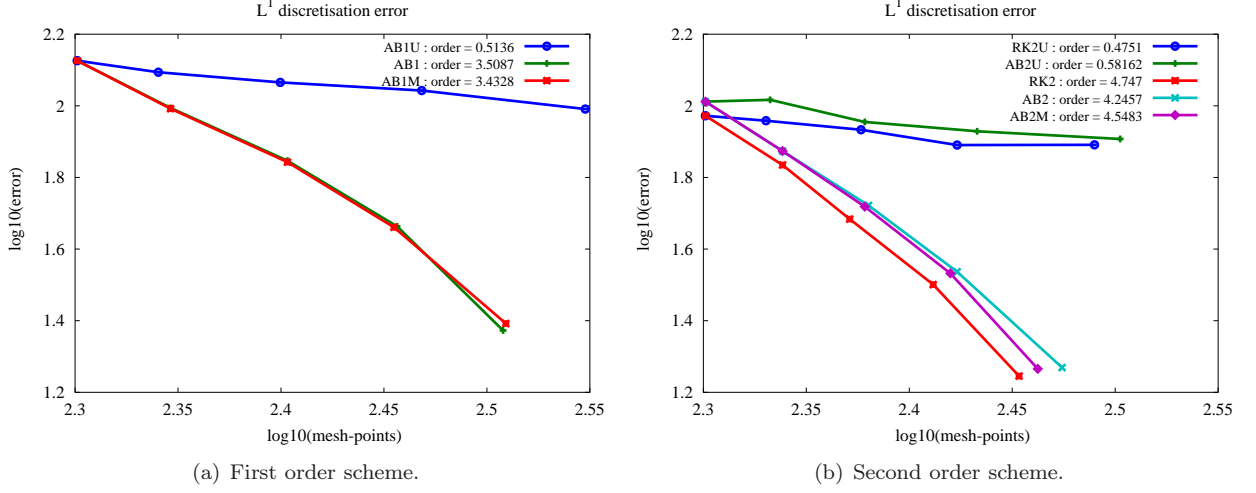 L1 discretisation error
2.2
2
1.8
1.6
1.4
1.2
log10(error)
AB1U : order = 0.5136
AB1 : order = 3.5087
AB1M : order = 3.4328
2.3 2.35 2.4 2.45 2.5 2.55
log10(mesh-points)
(a) First order scheme.
L1 discretisation error
2.2
2
1.8
1.6
1.4
1.2
log10(error)
RK2U : order = 0.4751
AB2U : order = 0.58162
RK2 : order = 4.747
AB2 : order = 4.2457
AB2M : order = 4.5483
2.3 2.35 2.4 2.45 2.5 2.55
log10(mesh-points)
(b) Second order scheme.